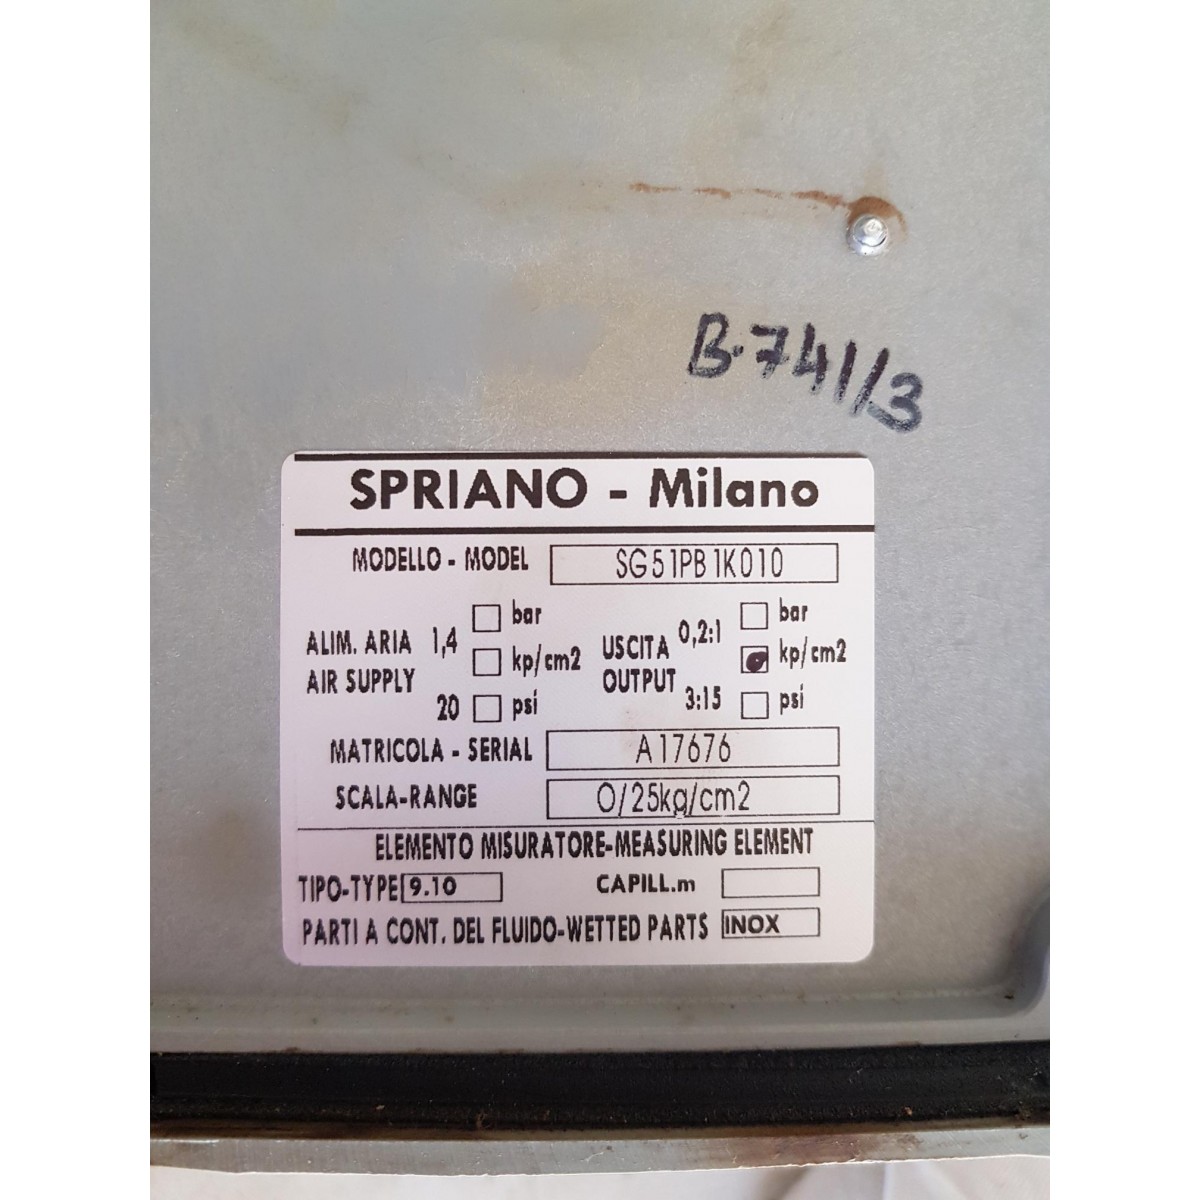 B.741/3
SPRIANO - Milano
MODELLO - MODEL SG51PB1K010
ALIM. ARIA
AIR SUPPLY
1,4
bar
kp/cm2
20 psi
USCITA
OUTPUT
0,2:1
bar
kp/cm2
3:15 psi
MATRICOLA - SERIAL A17676
SCALA-RANGE 0/25kg/cm2
ELEMENTO MISURATORE-MEASURING ELEMENT
TIPO-TYPE 9.10 CAPILL.m
PARTI A CONT. DEL FLUIDO-WETTED PARTS INOX